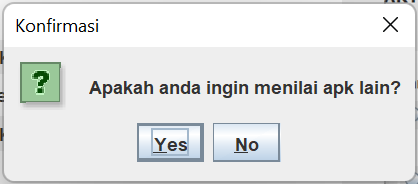 Konfirmasi
Apakah anda ingin menilai apk lain?
Yes No